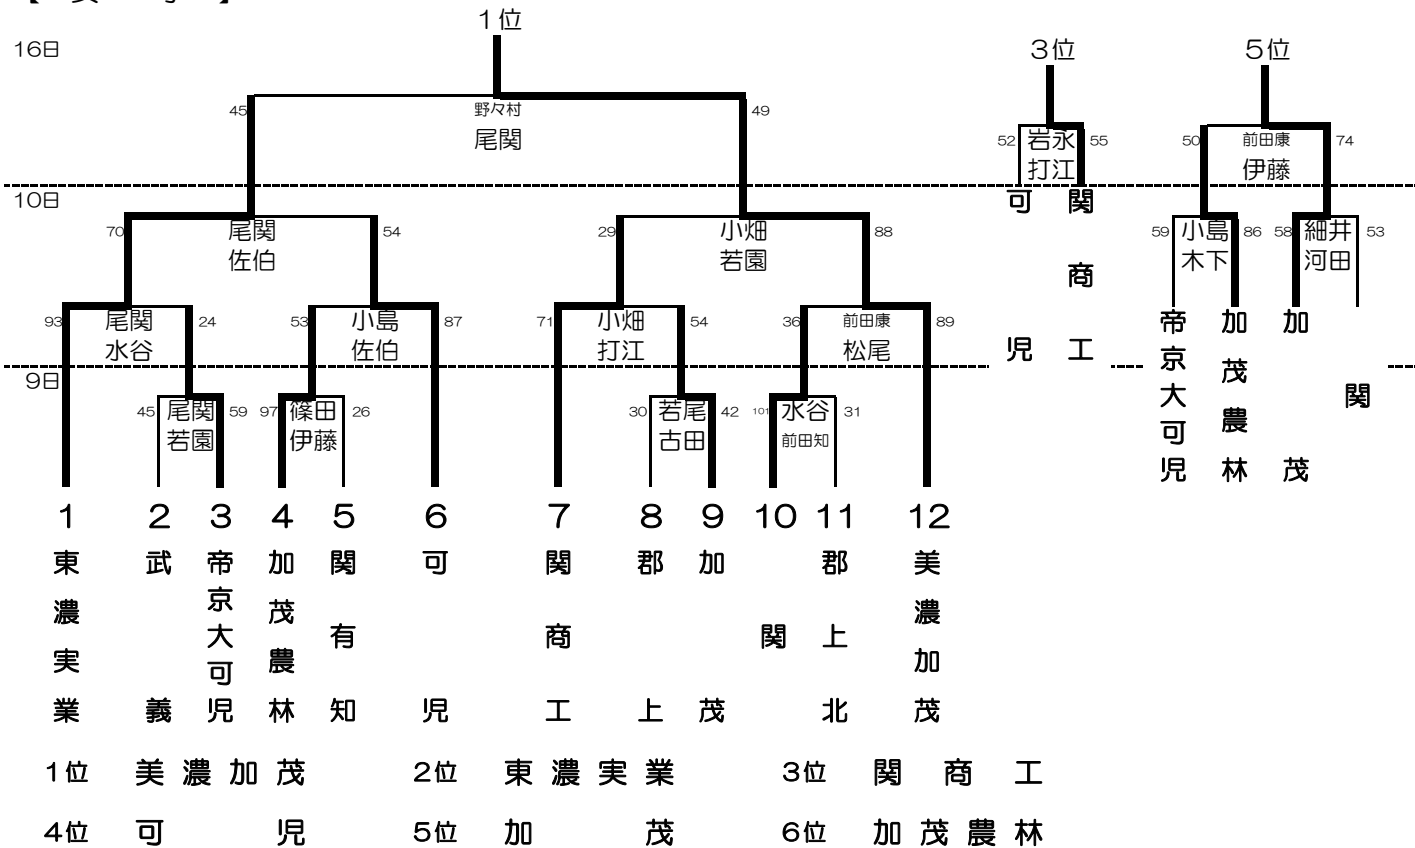 1位
16日
3位
5位
45
野々村
49
尾関
52
岩永
55
打江
50
前田康
74
伊藤
10日
可児
関商工
70
尾関
54
佐伯
29
小畑
88
若園
59
小島
86
木下
58
細井
53
河田
93
尾関
24
水谷
53
小島
87
佐伯
71
小畑
54
打江
36
前田康
89
松尾
帝京大可児
加茂農林
加茂
関
9日
45
尾関
59
若園
97
篠田
26
伊藤
30
若尾
42
古田
101
水谷
31
前田知
1 2 3 4 5 6 7 8 9 10 11 12
東濃実業
武義
帝京大可児
加茂農林
関有知
可児
関商工
郡上
加茂
関
郡上北
美濃加茂
1位 美濃加茂 2位 東濃実業 3位 関商工
4位 可児 5位 加茂 6位 加茂農林